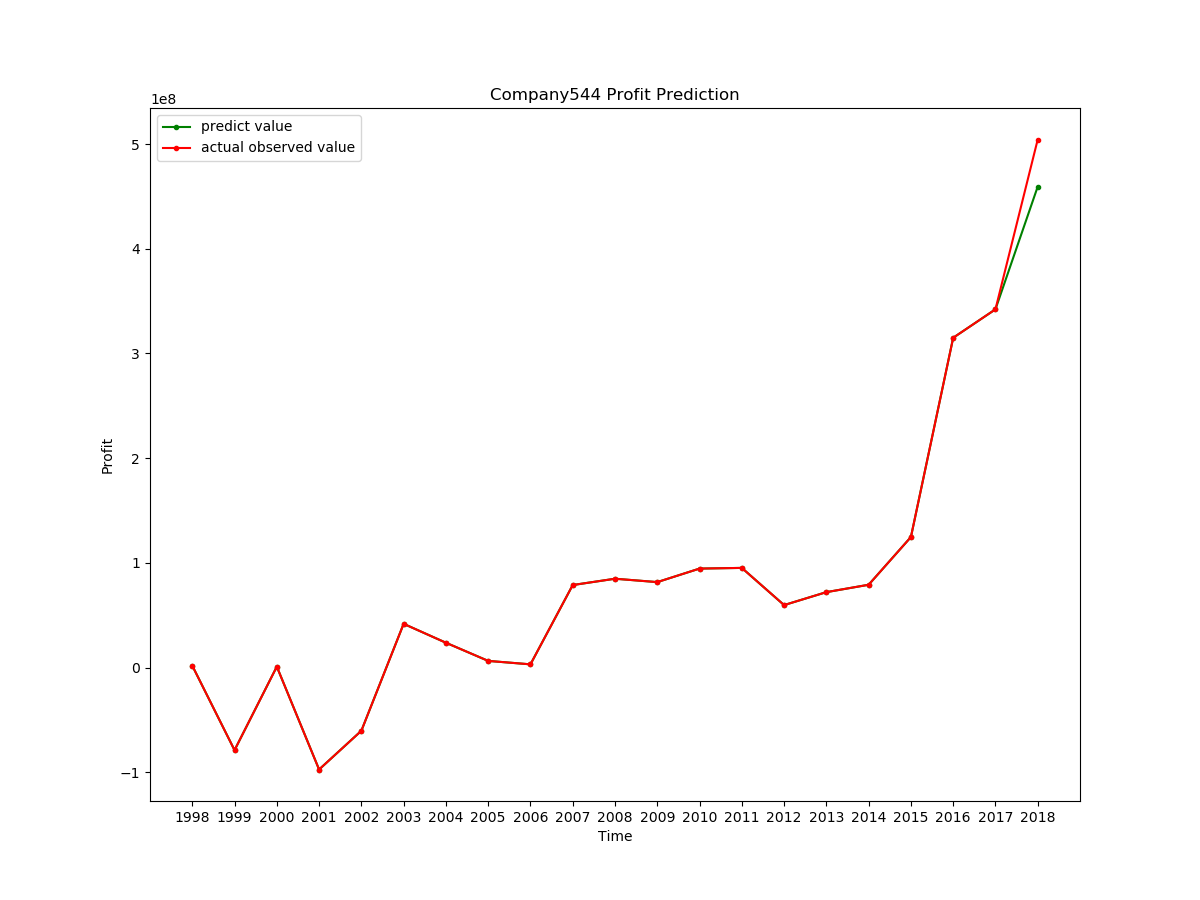 Company544 Profit Prediction
1e8
predict value
actual observed value
5
4
3
2
1
0
−1
Profit
1998 1999 2000 2001 2002 2003 2004 2005 2006 2007 2008 2009 2010 2011 2012 2013 2014 2015 2016 2017 2018
Time